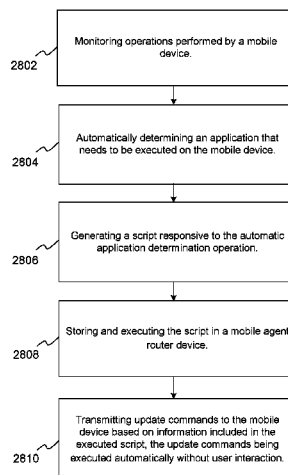 2802
Monitoring operations performed by a mobile
device.
2804
Automatically determining an application that
needs to be executed on the mobile device.
2806
Generating a script responsive to the automatic
application determination operation.
2808
Storing and executing the script in a mobile agent
router device.
2810
Transmitting update commands to the mobile
device based on information included in the
executed script, the update commands being
executed automatically without user interaction.